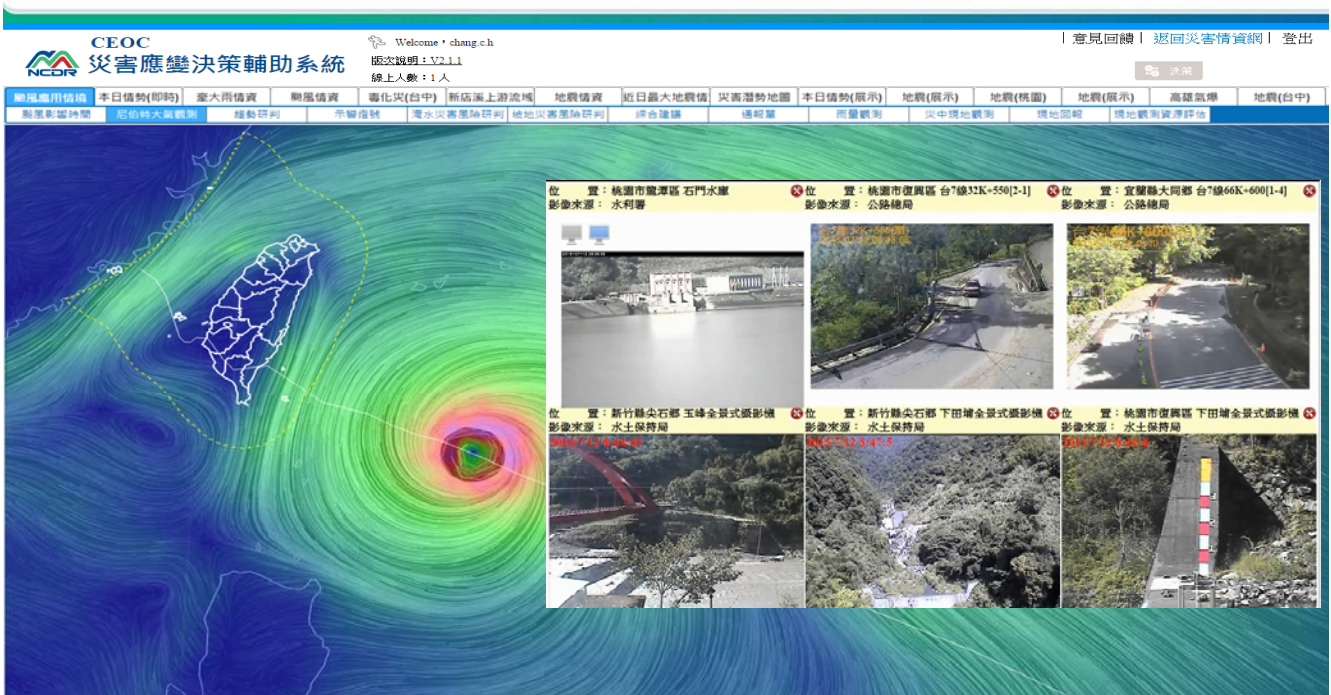 CEOC
災害應變決策輔助系統
NCDR
Welcome，chang.c.h
版次說明：V2.1.1
線上人數：1人
| 意見回饋 | 返回災害情資網 | 登出
決策
颱風應用情境 本日情勢(即時) 豪大雨情資 颱風情資 毒化災(台中) 新店溪上游流域 地震情資 近日最大地震情 災害潛勢地圖 本日情勢(展示) 地震(展示) 地震(桃園) 地震(展示) 高雄氣爆 地震(台中)
颱風影響時間 尼伯特大氣觀測 趨勢研判 示警燈號 淹水災害風險研判 坡地災害風險研判 綜合建議 通報單 雨量觀測 災中現地觀測 現地回報 現地觀測資源評估
位 置：桃園市龍潭區 石門水庫
影像來源： 水利署
位 置：桃園市復興區 台7線32K+550[2-1]
影像來源： 公路總局
位 置：宜蘭縣大同鄉 台7線66K+600[1-4]
影像來源： 公路總局
位 置：新竹縣尖石鄉 玉峰全景式攝影機
影像來源： 水土保持局
位 置：新竹縣尖石鄉 下田埔全景式攝影機
影像來源： 水土保持局
位 置：桃園市復興區 下田埔全景式攝影機
影像來源： 水土保持局